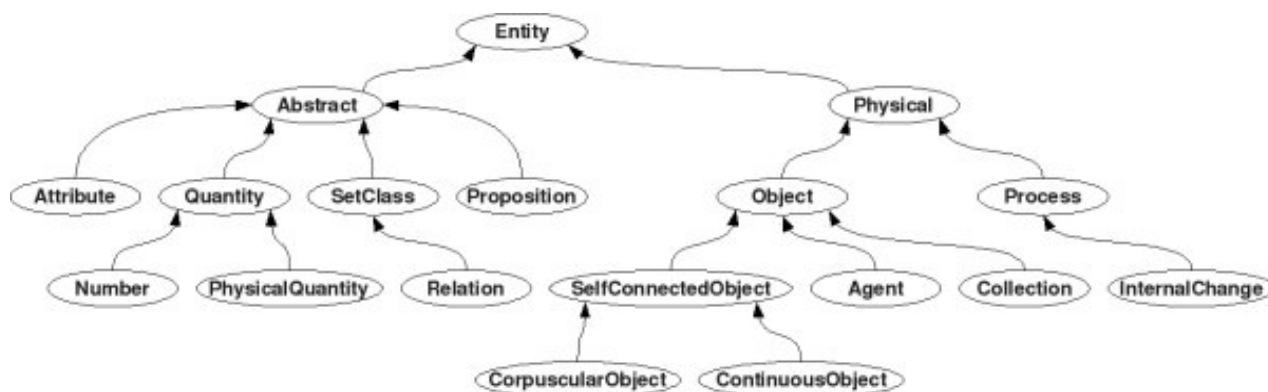 Entity
Abstract
Physical
Attribute
Quantity
SetClass
Proposition
Object
Process
Number
PhysicalQuantity
Relation
SelfConnectedObject
Agent
Collection
InternalChange
CorpuscularObject
ContinuousObject